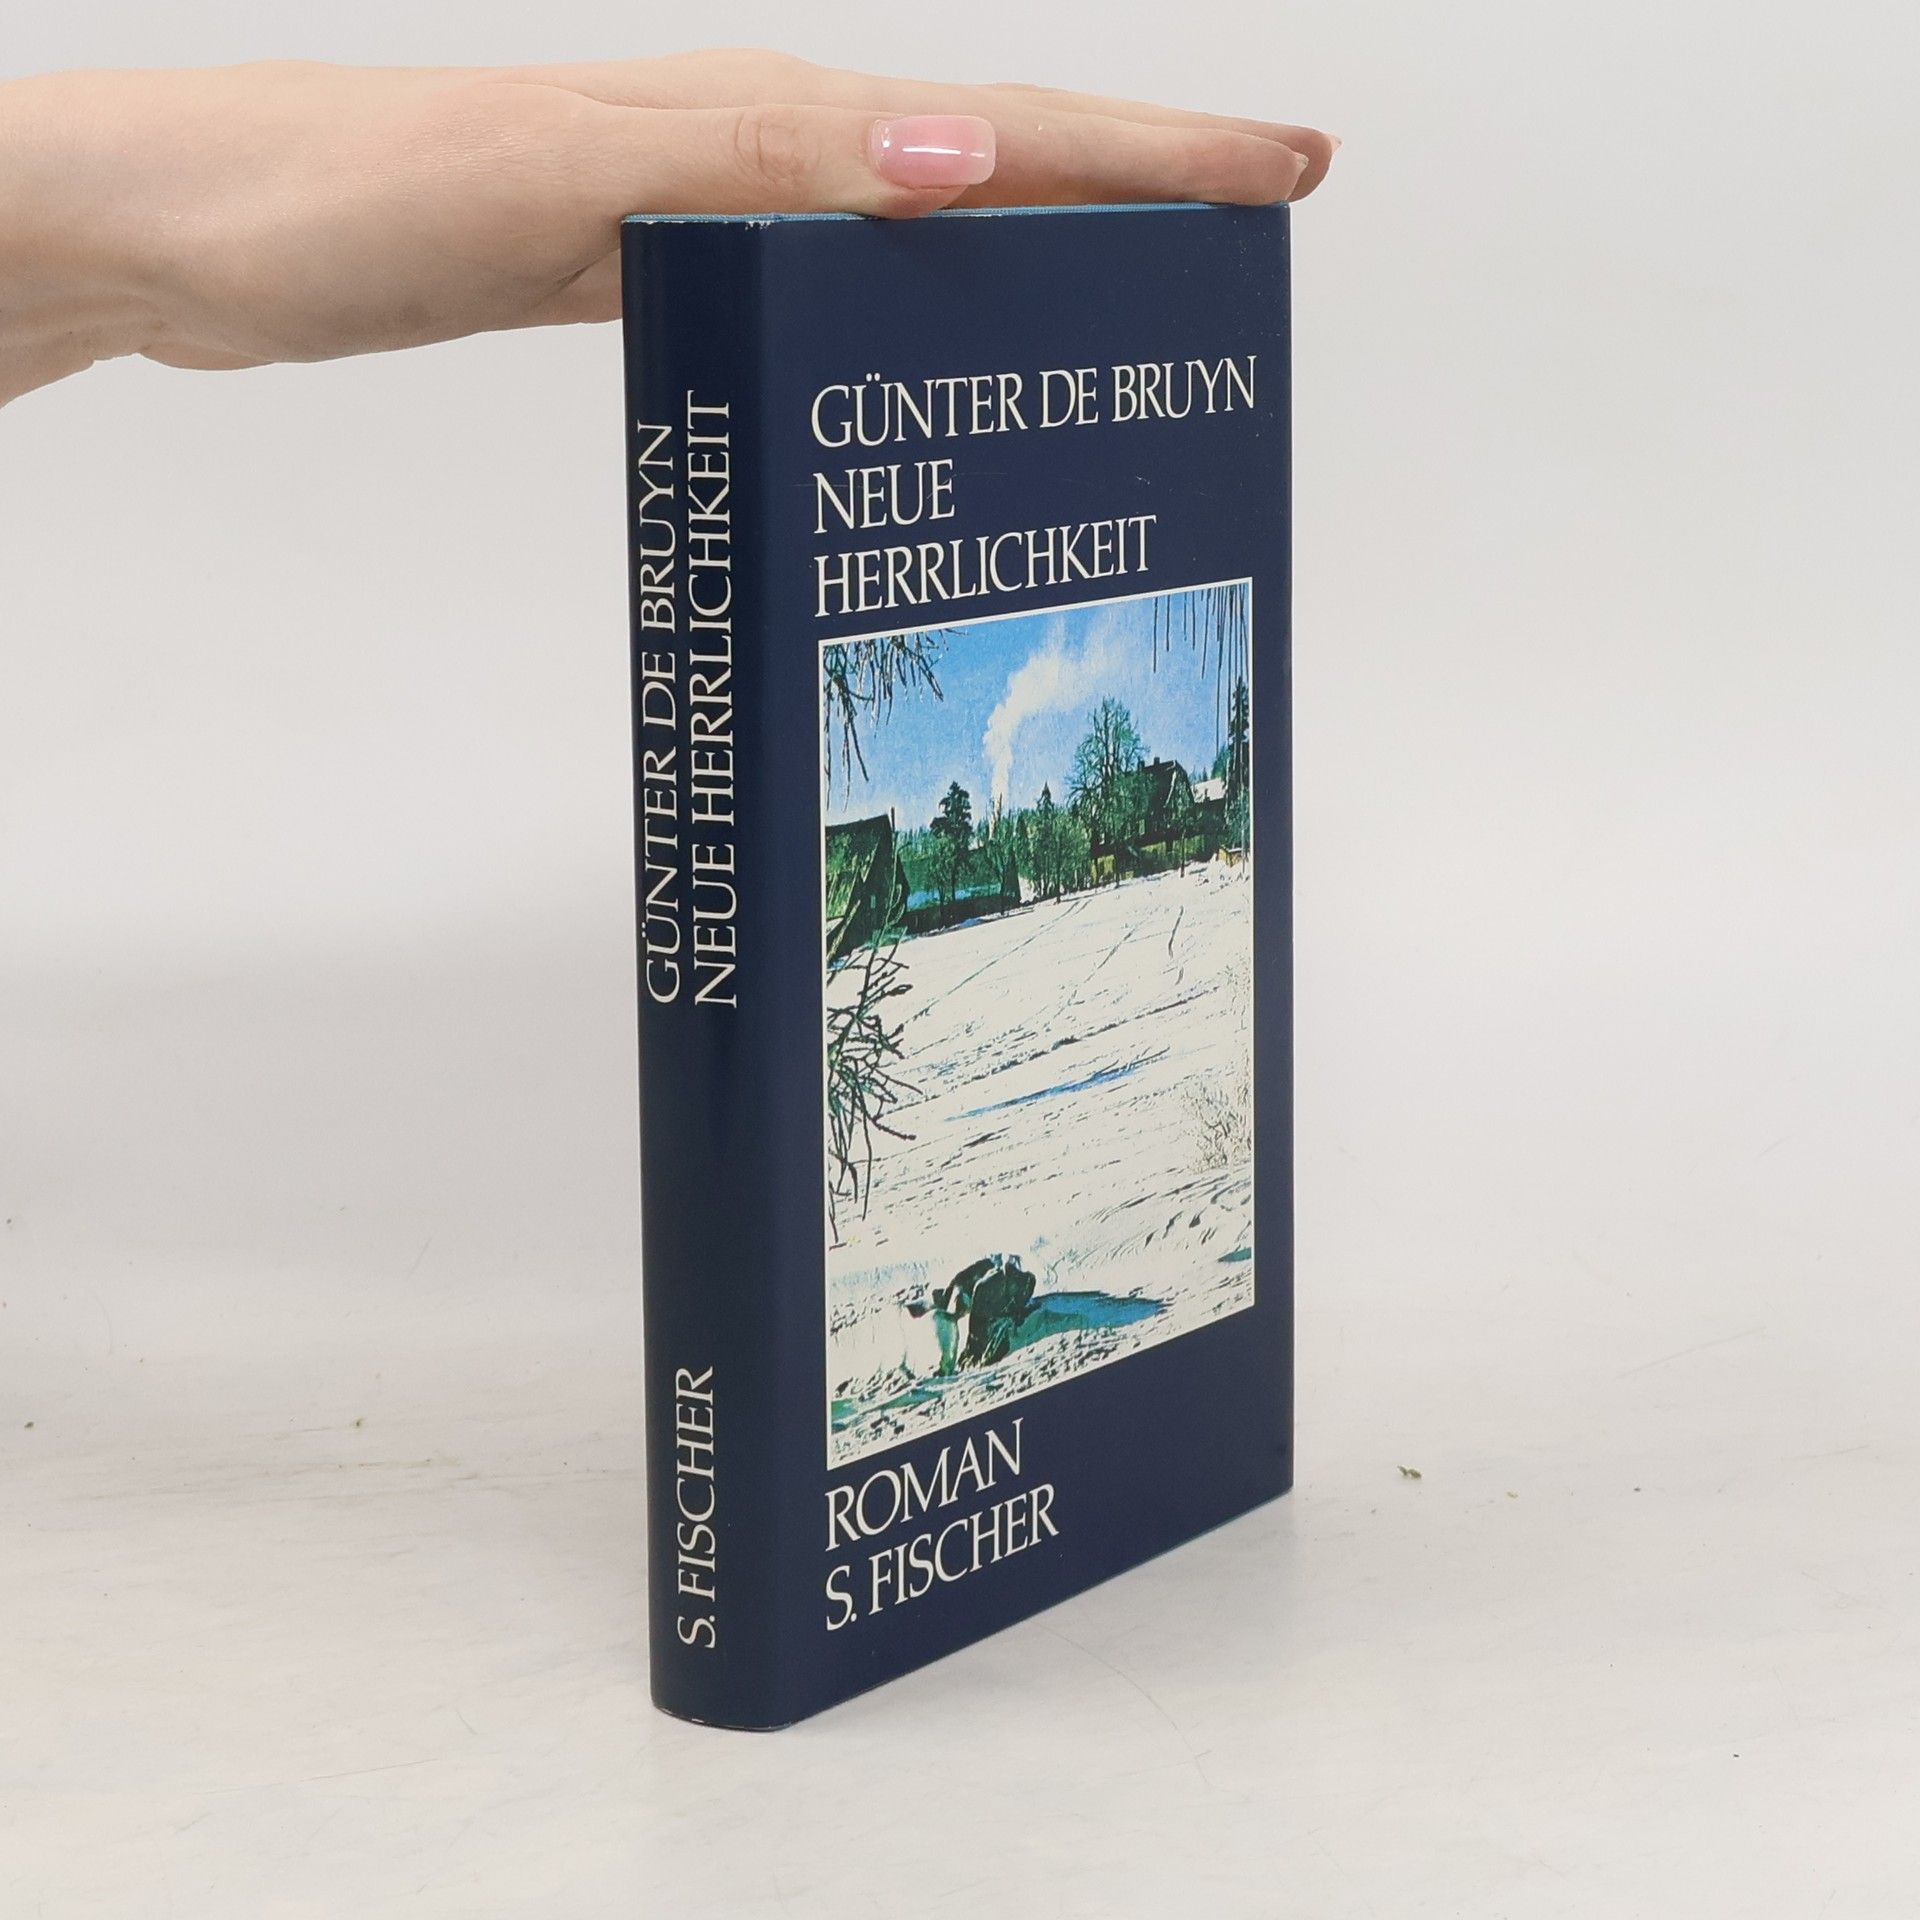 GÜNTER DE BRUYN
NEUE HERRLICHKEIT
S. FISCHER
GÜNTER DE BRUYN
NEUE
HERRLICHKEIT
ROMAN
S. FISCHER